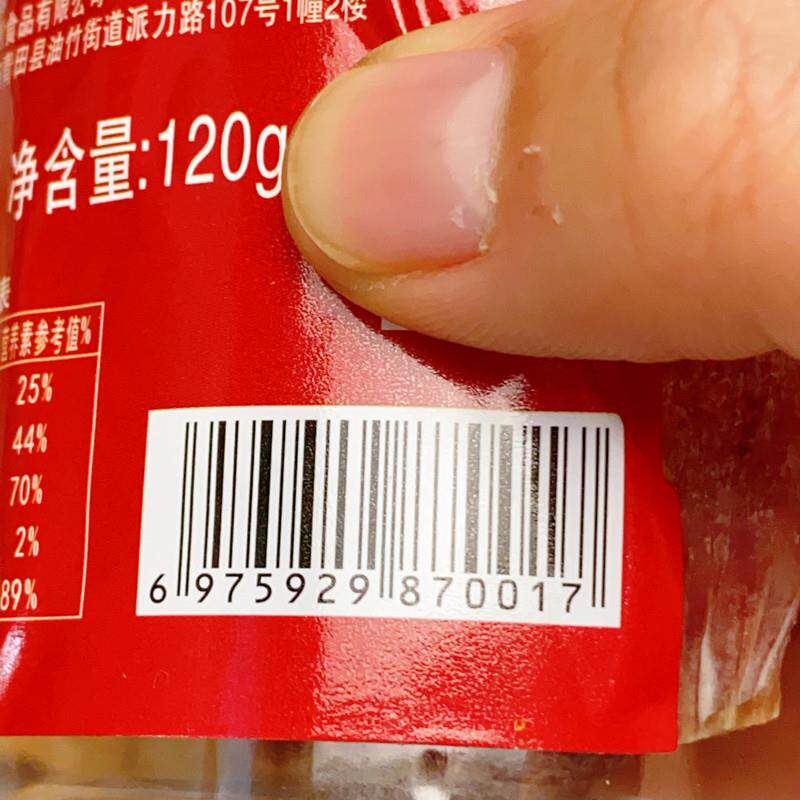 食品有限公司
青田县油竹街道派力路107号1幢2楼
净含量:120g
表
营养素参考值%
25%
44%
70%
2%
89%
6 975929 870017